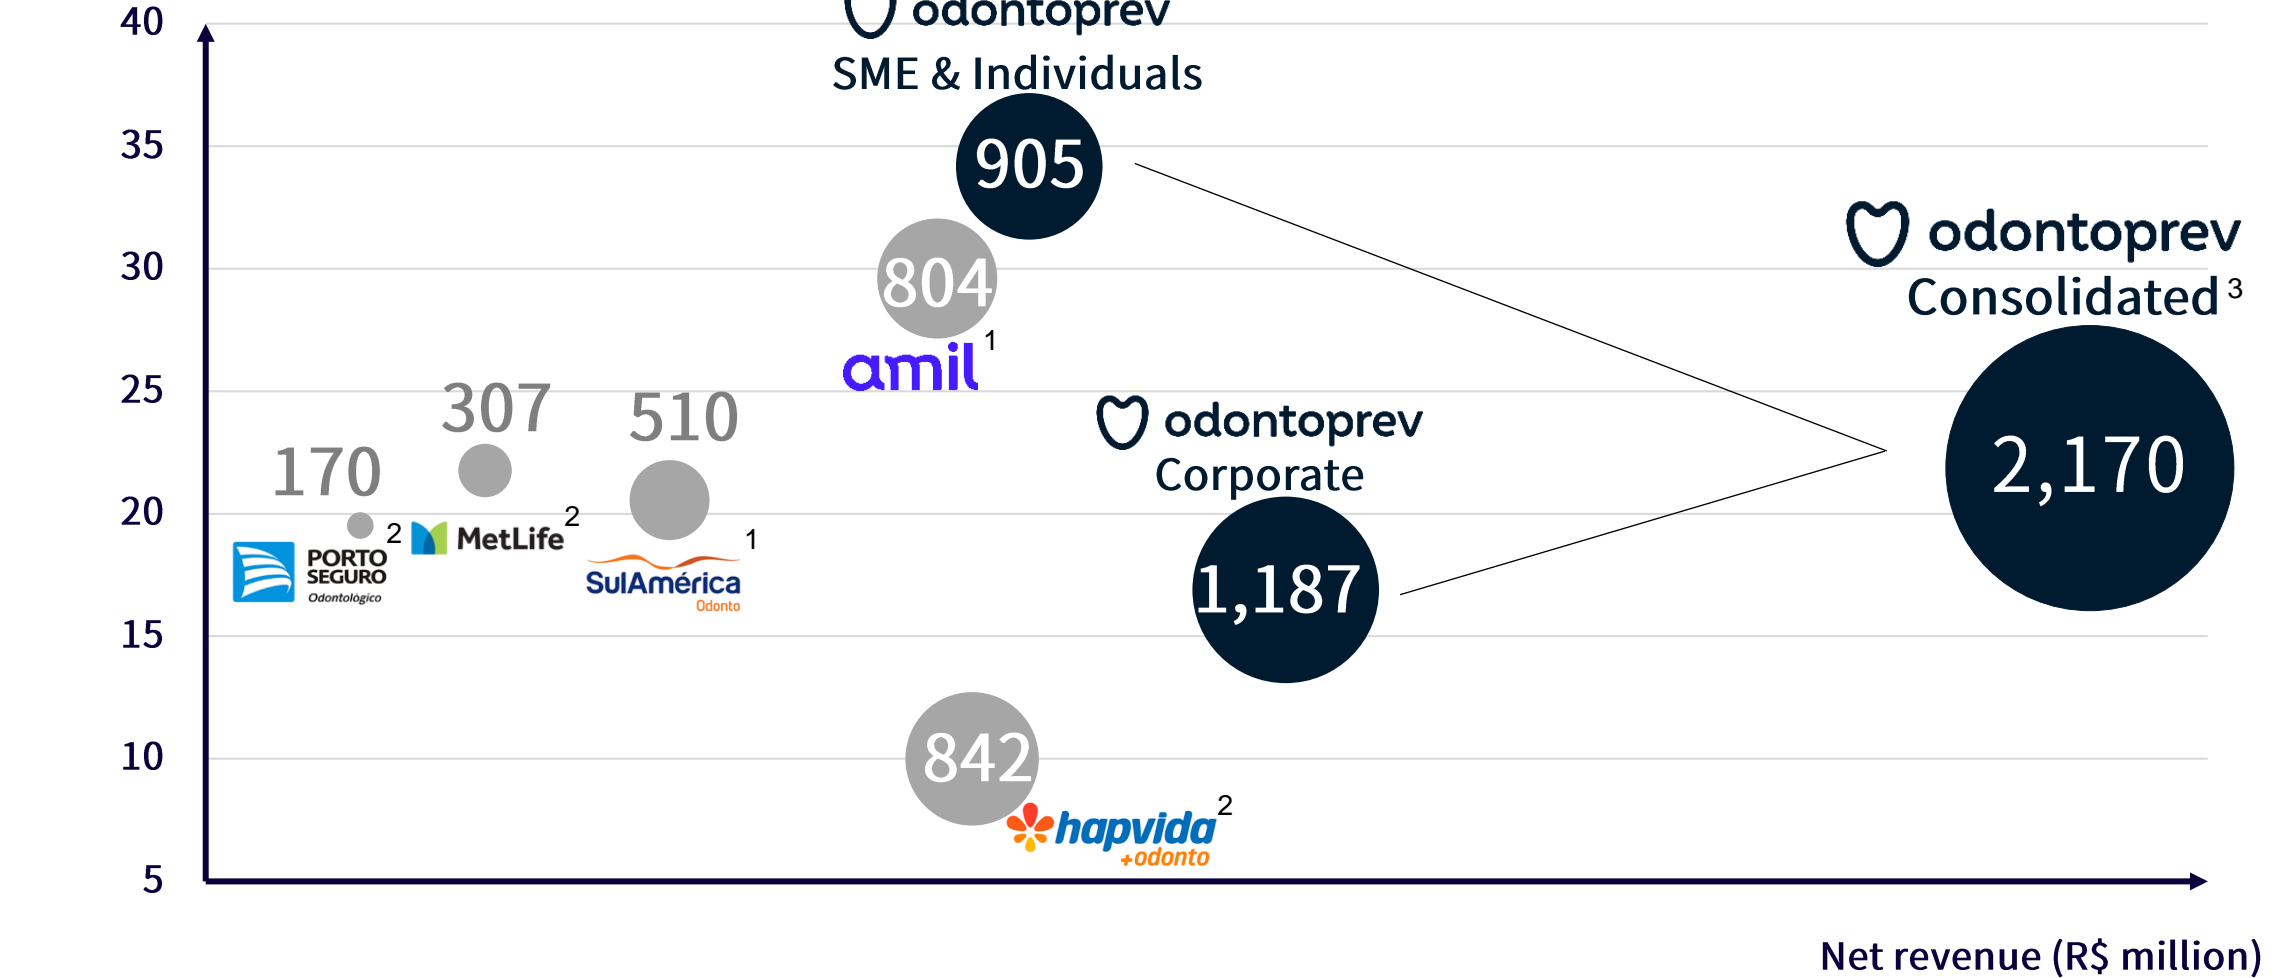 40
odontoprev
SME & Individuals
35
905
odontoprev
30
804
Consolidated 3
1
amil
25
307
510
odontoprev
170
2,170
Corporate
20
2
MetLife 2
1
PORTO
SEGURO
Odontológico
SulAmérica
Odonto
1,187
15
10
842
2
hapvida
+odonto
5
Net revenue (R$ million)